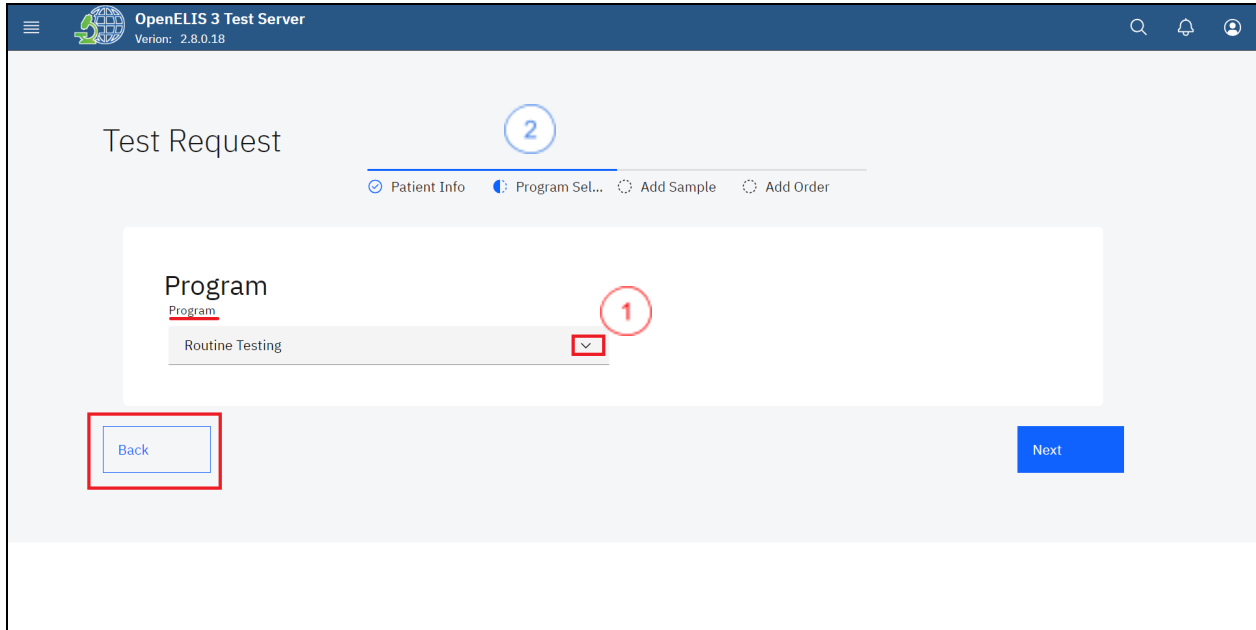 OpenELIS 3 Test Server
Verion: 2.8.0.18
Test Request
2
Patient Info
Program Sel...
Add Sample
Add Order
Program
Program
1
Routine Testing
Back
Next